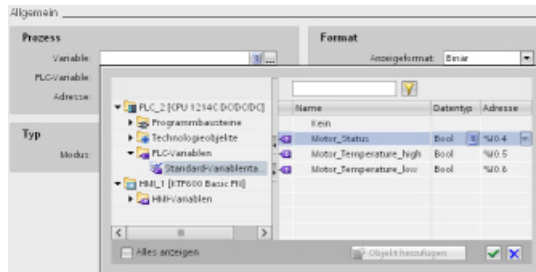 Allgemein
Prozess
Variable:
PLC-Variable:
Adresse:
Typ
Modus:
Format
Anzeigeformat: Binär
PLC_2 [CPU 1214C DC/DC/DC]
Programmbausteine
Technologieobjekte
PLC-Variablen
Standard-Variablenta...
HMI_1 [KTP600 Basic PN]
HMI-Variablen
Name Datentyp Adresse
Kein
Motor_Status Bool %I0.4
Motor_Temperature_high Bool %I0.5
Motor_Temperature_low Bool %I0.6
Alles anzeigen
Objekt hinzufügen